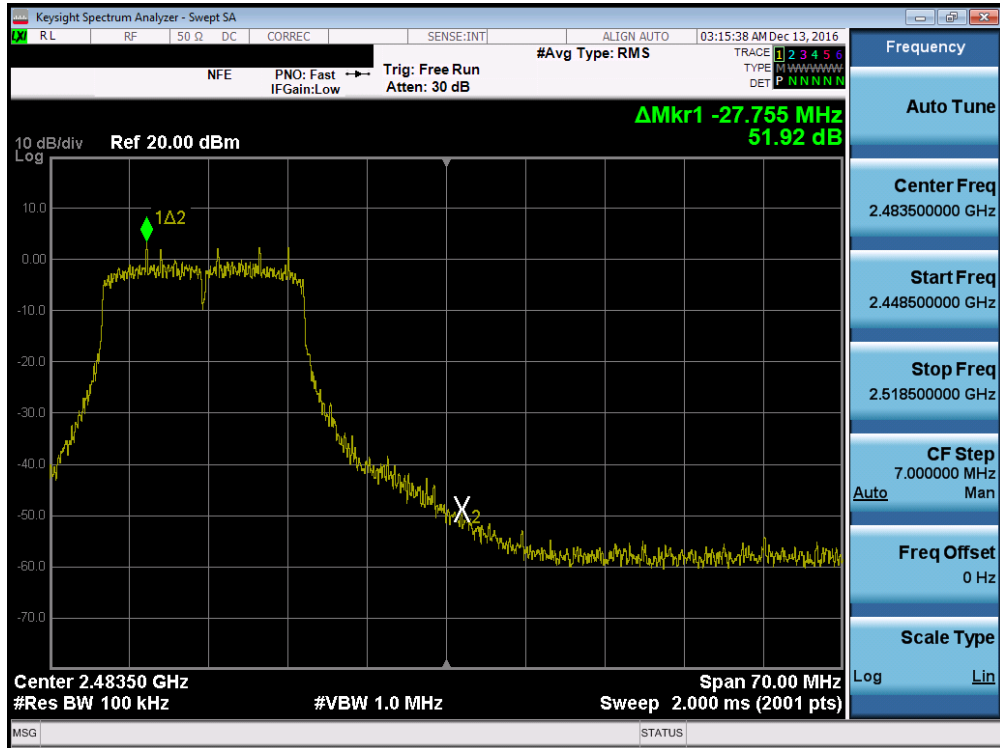 Keysight Spectrum Analyzer - Swept SA
LXI RL RF 50 Ω DC CORREC SENSE:INT ALIGN AUTO 03:15:38 AM Dec 13, 2016
NFE PNO: Fast Trig: Free Run #Avg Type: RMS TRACE 1 2 3 4 5 6
IFGain:Low Atten: 30 dB TYPE M WWWWW
DET P N N N N N
ΔMkr1 -27.755 MHz
51.92 dB
10 dB/div Ref 20.00 dBm
Log
10.0
0.00
-10.0
-20.0
-30.0
-40.0
-50.0
-60.0
-70.0
1Δ2
X2
Center 2.48350 GHz Span 70.00 MHz
#Res BW 100 kHz #VBW 1.0 MHz Sweep 2.000 ms (2001 pts)
MSG STATUS
Frequency
Auto Tune
Center Freq
2.483500000 GHz
Start Freq
2.448500000 GHz
Stop Freq
2.518500000 GHz
CF Step
7.000000 MHz
Auto Man
Freq Offset
0 Hz
Scale Type
Log Lin